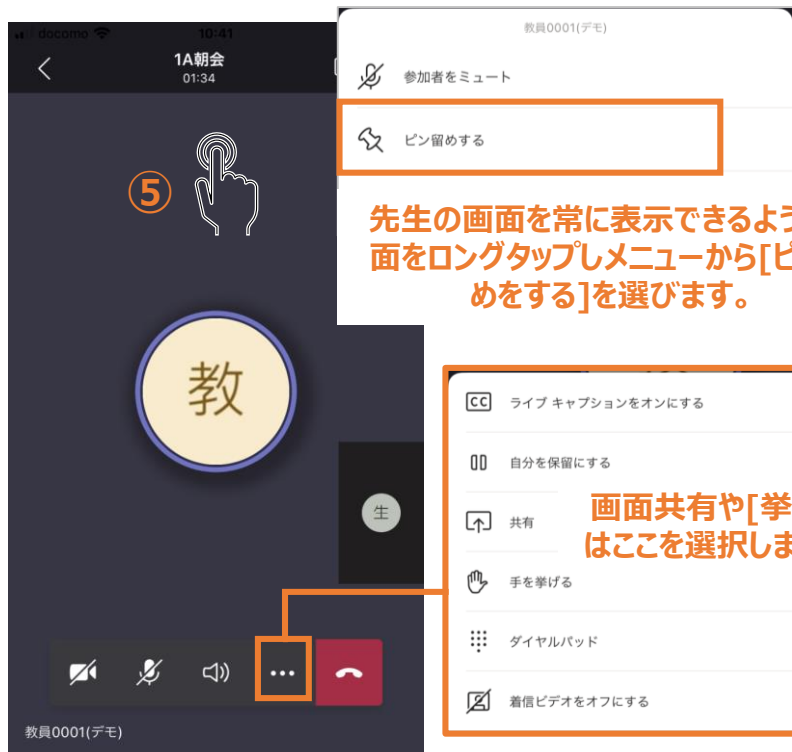 docomo
10:41
1A朝会
01:34
⑤
教
生
教員0001(デモ)
教員0001(デモ)
参加者をミュート
ピン留めする
先生の画面を常に表示できるよう
面をロングタップしメニューから[ピ
めをする]を選びます。
CC
ライブ キャプションをオンにする
自分を保留にする
共有
画面共有や[挙
はここを選択しま
手を挙げる
ダイヤルパッド
着信ビデオをオフにする